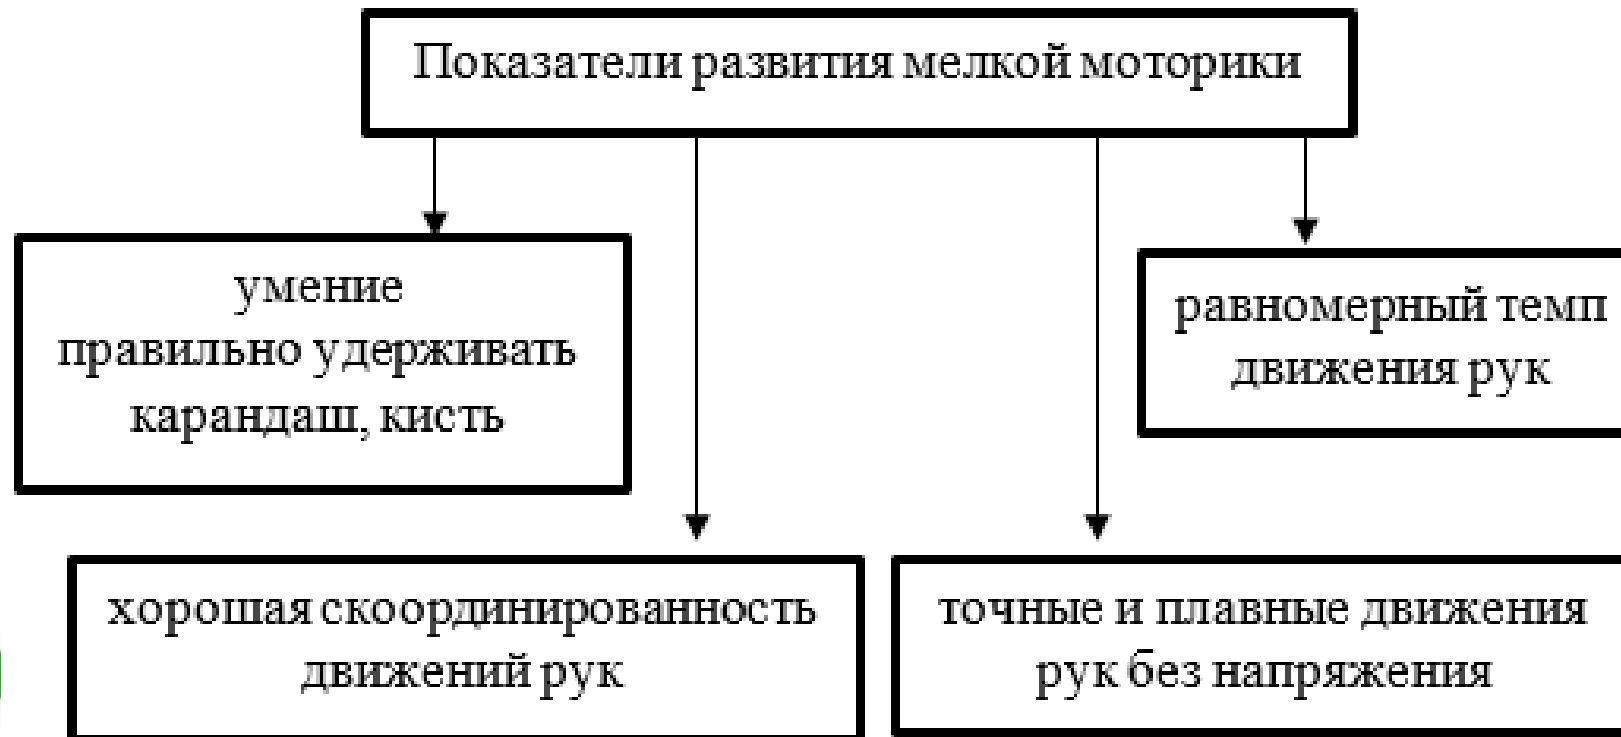 Показатели развития мелкой моторики
умение
правильно удерживать
карандаш, кисть
равномерный темп
движения рук
хорошая скоординированность
движений рук
точные и плавные движения
рук без напряжения